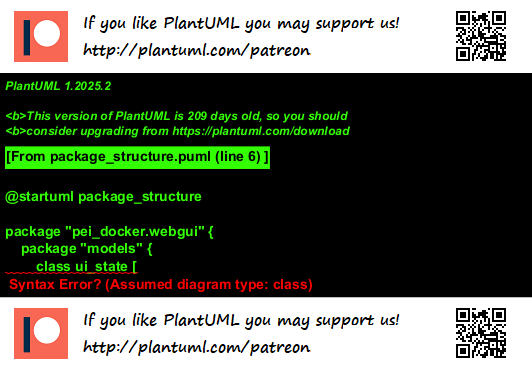 If you like PlantUML you may support us!
http://plantuml.com/patreon
PlantUML 1.2025.2
<b>This version of PlantUML is 209 days old, so you should
<b>consider upgrading from https://plantuml.com/download
[From package_structure.puml (line 6) ]
@startuml package_structure
package "pei_docker.webgui" {
package "models" {
class ui_state [
Syntax Error? (Assumed diagram type: class)
If you like PlantUML you may support us!
http://plantuml.com/patreon